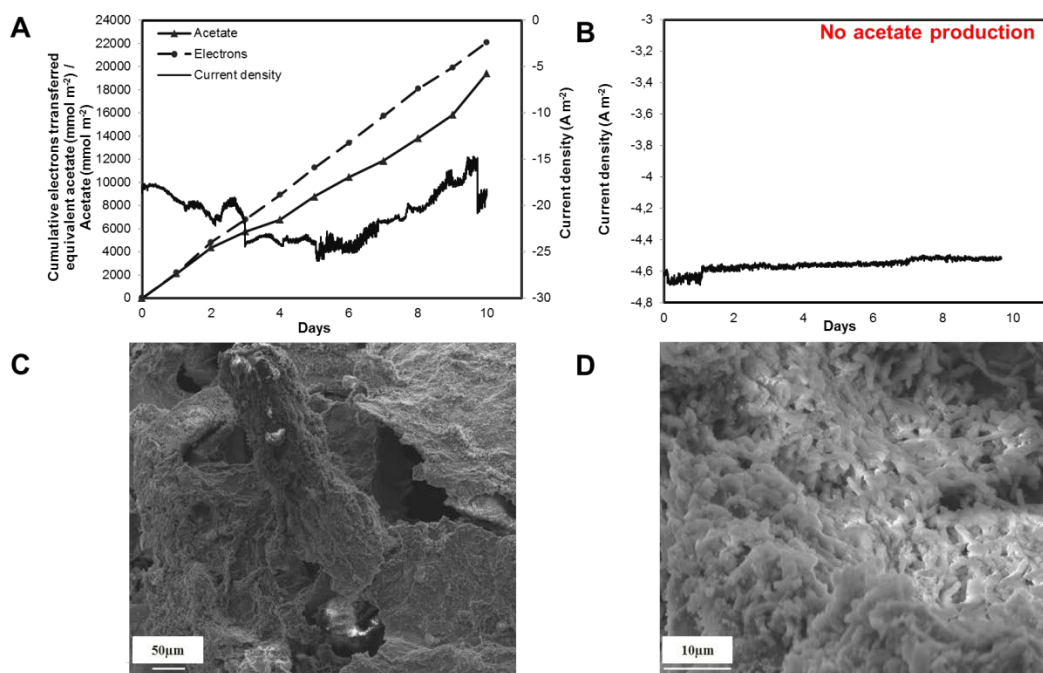 A
Cumulative electrons trransferred
equivalent acetate (mmol m⁻²) /
Acetate (mmol m⁻²)
24000
22000
20000
18000
16000
14000
12000
10000
8000
6000
4000
2000
0
Acetate
Electrons
Current density
0
-5
-10
-15
-20
-25
-30
Current density (A m⁻²)
0 2 4 6 8 10
Days
B
No acetate production
Current density (A m⁻²)
-3
-3,2
-3,4
-3,6
-3,8
-4
-4,2
-4,4
-4,6
-4,8
0 2 4 6 8 10
Days
C
50µm
D
10µm